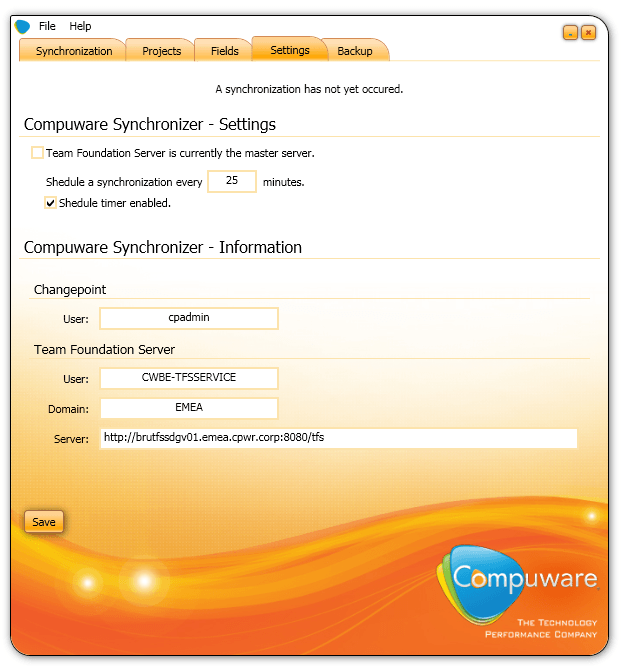 File Help
Synchronization Projects Fields Settings Backup
A synchronization has not yet occured.
Compuware Synchronizer - Settings
Team Foundation Server is currently the master server.
Shedule a synchronization every 25 minutes.
Shedule timer enabled.
Compuware Synchronizer - Information
Changepoint
User: cpadmin
Team Foundation Server
User: CWBE-TFSSERVICE
Domain: EMEA
Server: http://brutfssdgv01.emea.cpwr.corp:8080/tfs
Save
Compuware
THE TECHNOLOGY
PERFORMANCE COMPANY